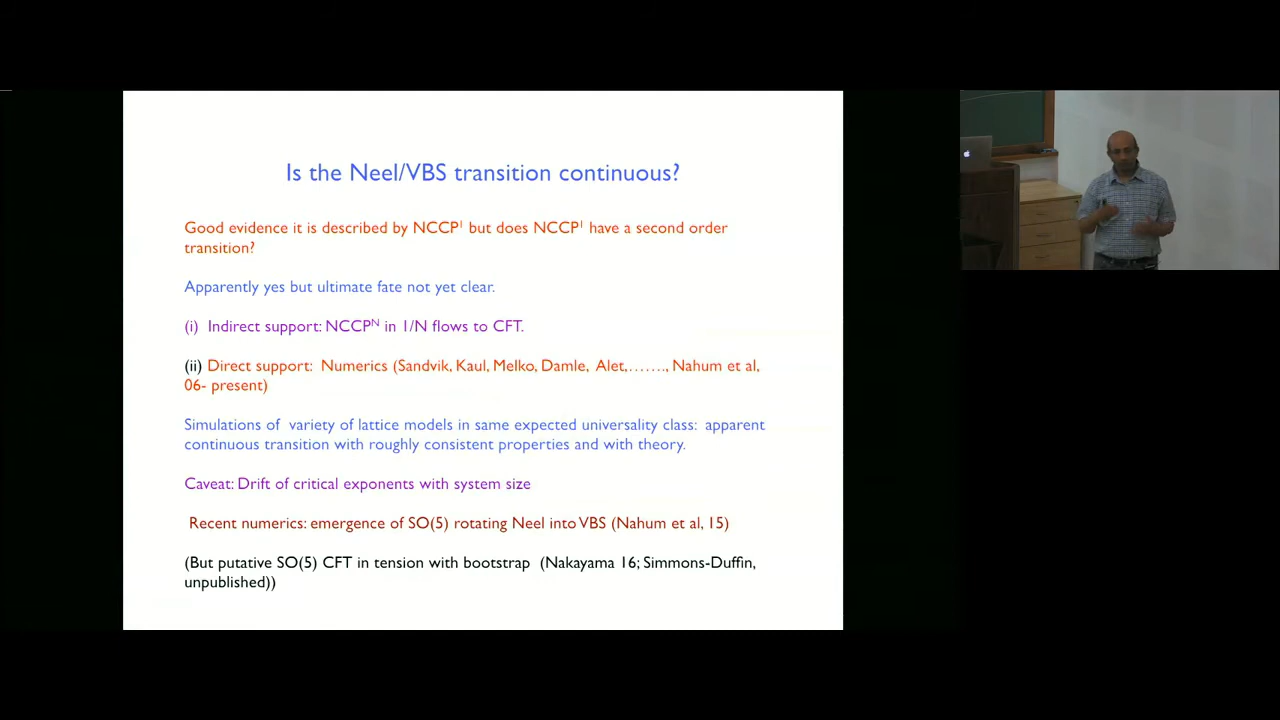 Is the Neel/VBS transition continuous?
Good evidence it is described by NCCP¹ but does NCCP¹ have a second order
transition?
Apparently yes but ultimate fate not yet clear.
(i) Indirect support: NCCPᴺ in 1/N flows to CFT.
(ii) Direct support: Numerics (Sandvik, Kaul, Melko, Damle, Alet,......., Nahum et al,
06- present)
Simulations of variety of lattice models in same expected universality class: apparent
continuous transition with roughly consistent properties and with theory.
Caveat: Drift of critical exponents with system size
Recent numerics: emergence of SO(5) rotating Neel into VBS (Nahum et al, 15)
(But putative SO(5) CFT in tension with bootstrap (Nakayama 16; Simmons-Duffin,
unpublished))